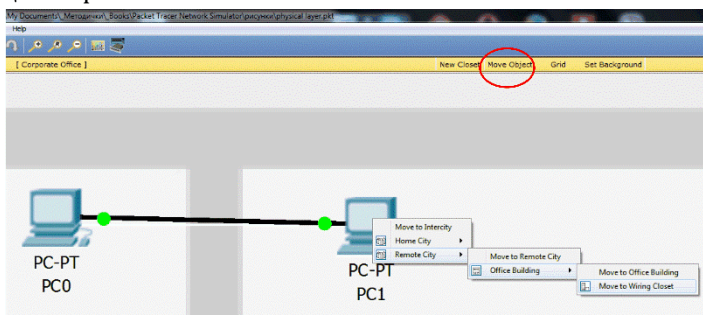 My Documents\_Методички\_Books\Packet Tracer Network Simulator\рисунки\physical layer.pkt
Help
[ Corporate Office ] New Closet Move Object Grid Set Background
Move to Intercity
Home City
Remote City
Move to Remote City
Office Building
Move to Office Building
Move to Wiring Closet
PC-PT
PC0
PC-PT
PC1